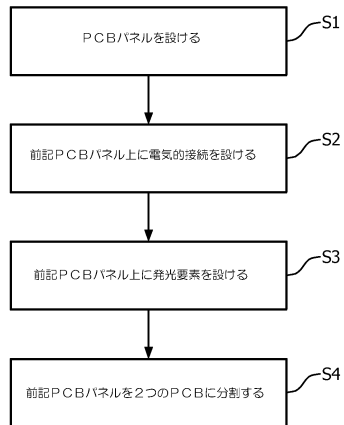 ＰＣＢパネルを設ける
S1
前記ＰＣＢパネル上に電気的接続を設ける
S2
前記ＰＣＢパネル上に発光要素を設ける
S3
前記ＰＣＢパネルを２つのＰＣＢに分割する
S4